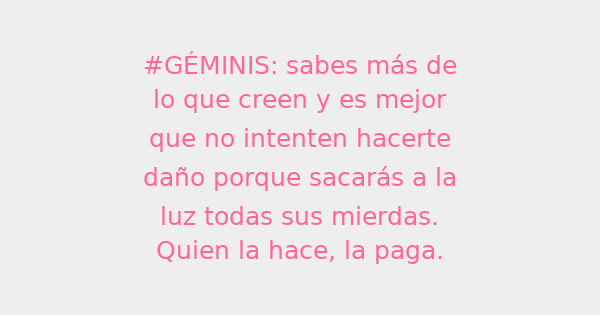 #GÉMINIS: sabes más de
lo que creen y es mejor
que no intenten hacerte
daño porque sacarás a la
luz todas sus mierdas.
Quien la hace, la paga.